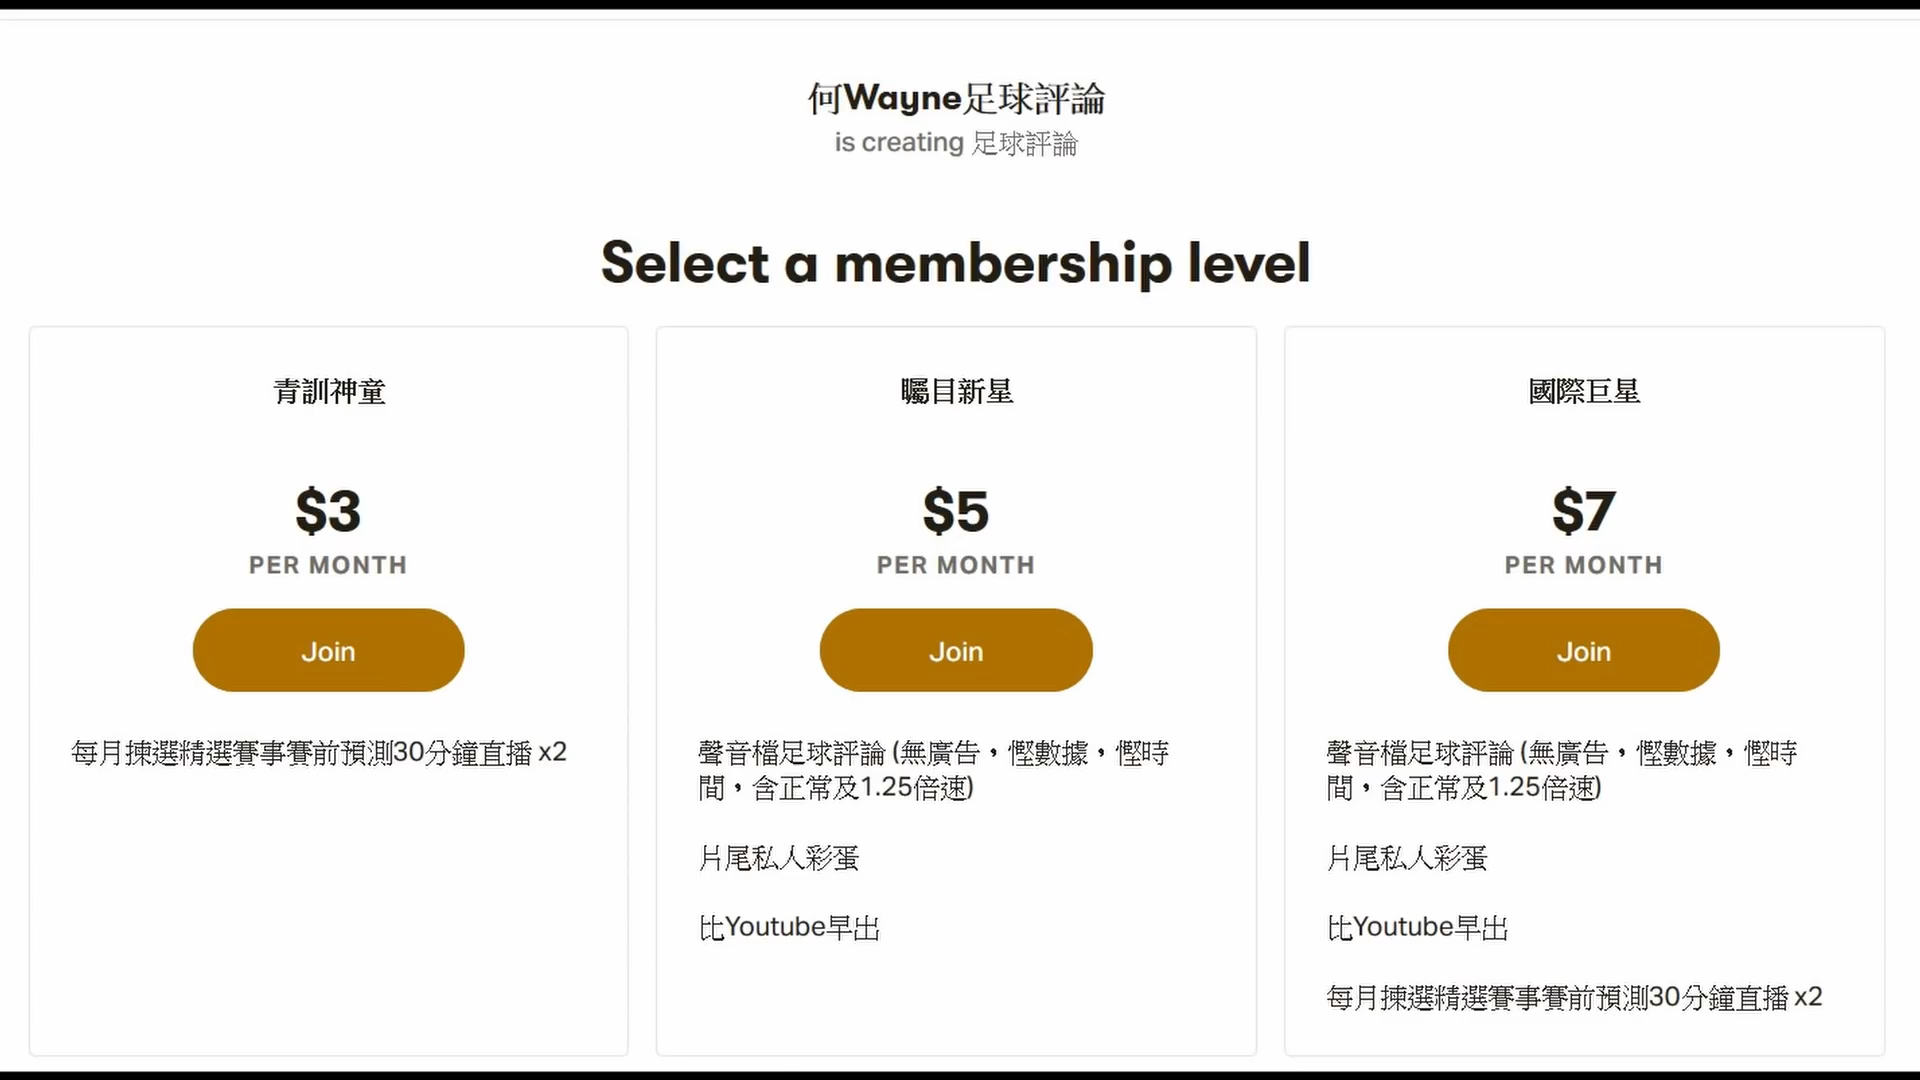 何Wayne足球評論
is creating 足球評論
Select a membership level
青訓神童
$3
PER MONTH
Join
每月揀選精選賽事賽前預測30分鐘直播 x2
矚目新星
$5
PER MONTH
Join
聲音檔足球評論 (無廣告，慳數據，慳時
間，含正常及1.25倍速)
片尾私人彩蛋
比Youtube早出
國際巨星
$7
PER MONTH
Join
聲音檔足球評論 (無廣告，慳數據，慳時
間，含正常及1.25倍速)
片尾私人彩蛋
比Youtube早出
每月揀選精選賽事賽前預測30分鐘直播 x2